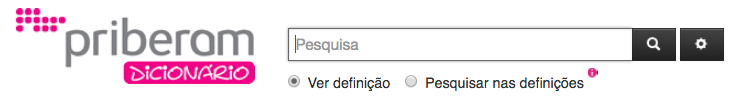 priberam
DICIONÁRIO
Pesquisa
Ver definição Pesquisar nas definições